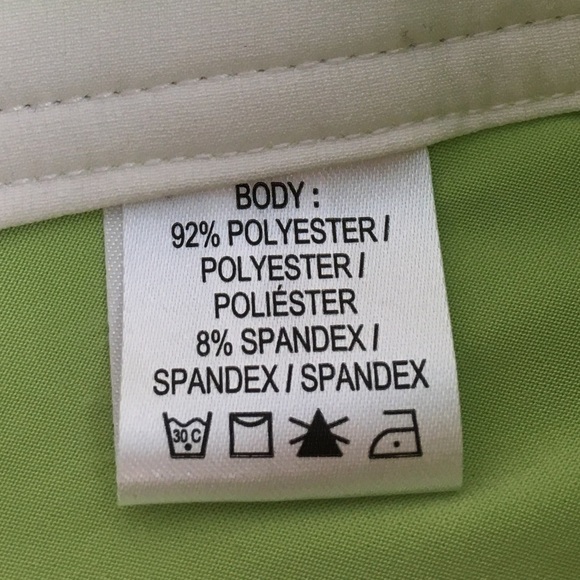 BODY :
92% POLYESTER /
POLYESTER /
POLIÉSTER
8% SPANDEX /
SPANDEX / SPANDEX
30 C